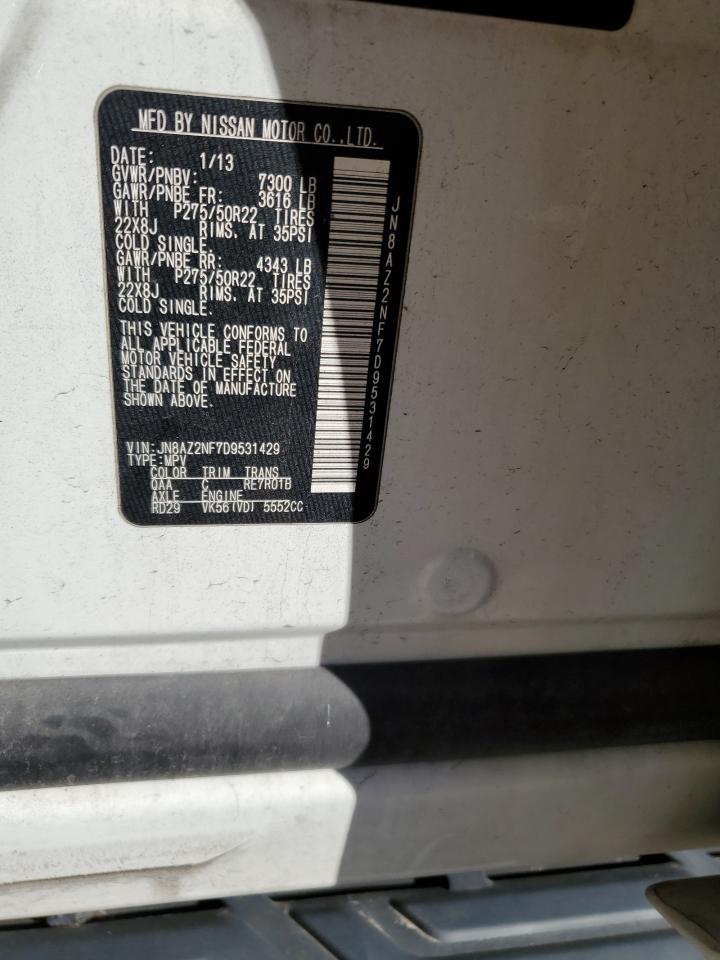 MFD BY NISSAN MOTOR CO.,LTD.
DATE: 1/13
GVWR/PNBV: 7300 LB
GAWR/PNBE FR: 3616 LB
WITH P275/50R22 TIRES
22X8J RIMS. AT 35PSI
COLD SINGLE.
GAWR/PNBE RR: 4343 LB
WITH P275/50R22 TIRES
22X8J RIMS. AT 35PSI
COLD SINGLE.
THIS VEHICLE CONFORMS TO
ALL APPLICABLE FEDERAL
MOTOR VEHICLE SAFETY
STANDARDS IN EFFECT ON
THE DATE OF MANUFACTURE
SHOWN ABOVE.
VIN:JN8AZ2NF7D9531429
TYPE:MPV
COLOR TRIM TRANS
QAA C RE7R01B
AXLE ENGINE
RD29 VK56(VD) 5552CC
JN8AZ2NF7D9531429